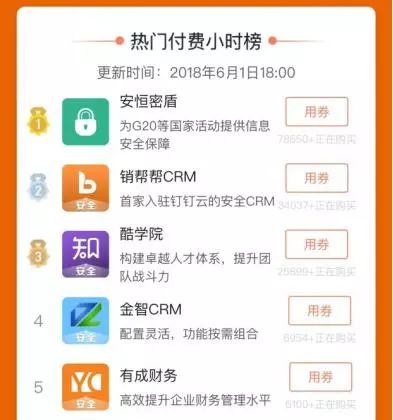 热门付费小时榜
更新时间：2018年6月1日18:00
1
安恒密盾
为G20等国家活动提供信息
安全保障
用券
78650+正在购买
2
安全
销帮帮CRM
首家入驻钉钉云的安全CRM
用券
34037+正在购买
3
知
安全
酷学院
构建卓越人才体系，提升团
队战斗力
用券
25899+正在购买
4
安全
金智CRM
配置灵活，功能按需组合
用券
6954+正在购买
5
YC
安全
有成财务
高效提升企业财务管理水平
用券
6100+正在购买